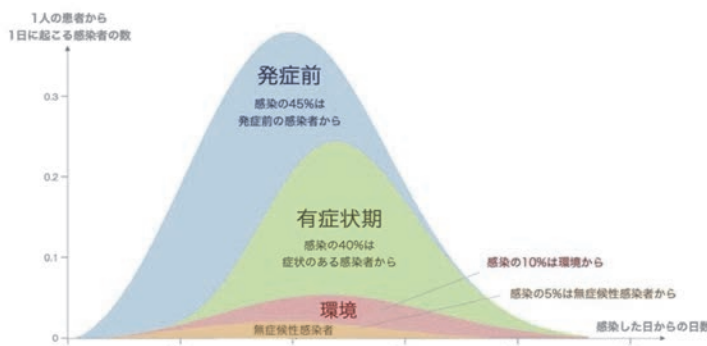 1人の患者から
1日に起こる感染者の数
0.3
発症前
感染の45%は
発症前の感染者から
0.2
有症状期
感染の40%は
症状のある感染者から
0.1
感染の10%は環境から
感染の5%は無症候性感染者から
環境
無症候性感染者
感染した日からの日数
0